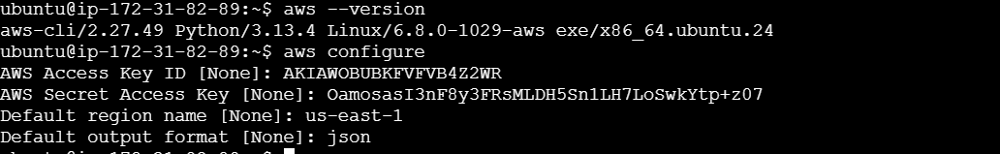 ubuntu@ip-172-31-82-89:~$ aws --version
aws-cli/2.27.49 Python/3.13.4 Linux/6.8.0-1029-aws exe/x86_64.ubuntu.24
ubuntu@ip-172-31-82-89:~$ aws configure
AWS Access Key ID [None]: AKIAWOBUBKFVFVB4Z2WR
AWS Secret Access Key [None]: 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
Default region name [None]: us-east-1
Default output format [None]: json